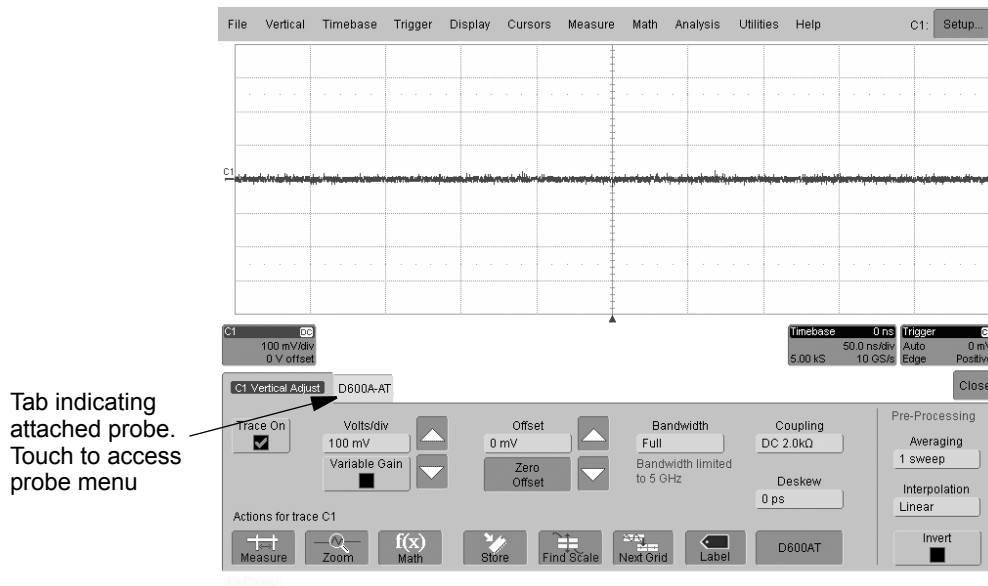 File Vertical Timebase Trigger Display Cursors Measure Math Analysis Utilities Help C1: Setup...
C1
C1 DC
100 mV/div
0 V offset
Timebase 0 ns
50.0 ns/div
5.00 kS 10 GS/s
Trigger
Auto 0 mV
Edge Positive
C1 Vertical Adjust D600A-AT Close
Tab indicating
attached probe.
Touch to access
probe menu
Trace On
Volts/div
100 mV
Variable Gain
Offset
0 mV
Zero
Offset
Bandwidth
Full
Bandwidth limited
to 5 GHz
Coupling
DC 2.0kΩ
Deskew
0 ps
Pre-Processing
Averaging
1 sweep
Interpolation
Linear
Invert
Actions for trace C1
Measure Zoom f(x) Math Store Find Scale Next Grid Label D600AT